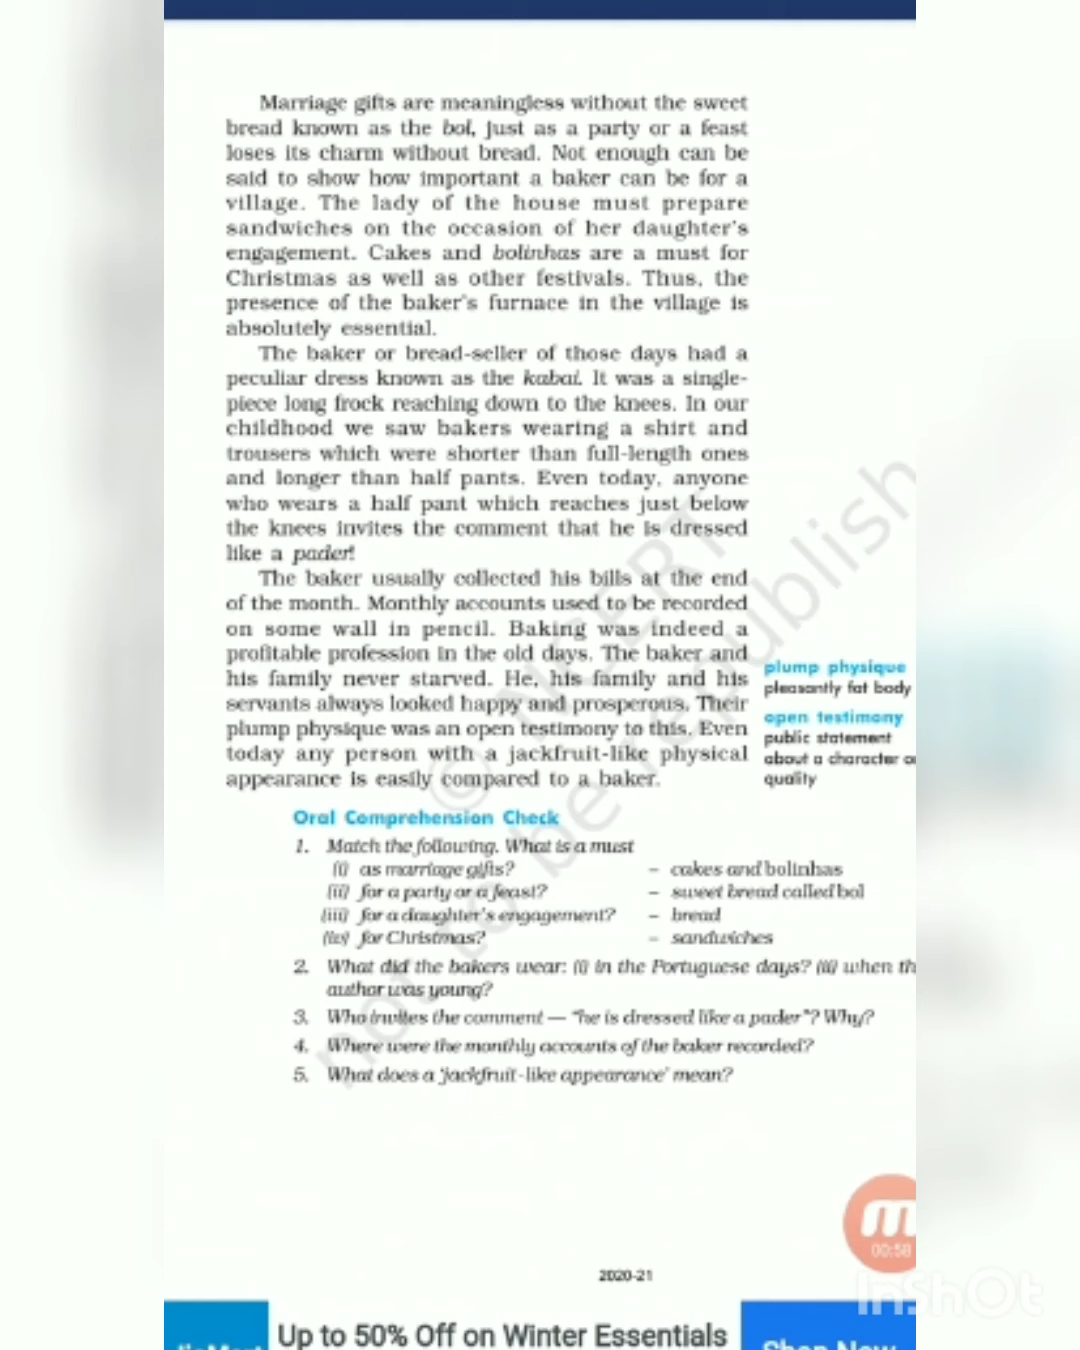 Marriage gifts are meaningless without the sweet
bread known as the bol, just as a party or a feast
loses its charm without bread. Not enough can be
said to show how important a baker can be for a
village. The lady of the house must prepare
sandwiches on the occasion of her daughter's
engagement. Cakes and bolinhas are a must for
Christmas as well as other festivals. Thus, the
presence of the baker's furnace in the village is
absolutely essential.
The baker or bread-seller of those days had a
peculiar dress known as the kabai. It was a single-
piece long frock reaching down to the knees. In our
childhood we saw bakers wearing a shirt and
trousers which were shorter than full-length ones
and longer than half pants. Even today, anyone
who wears a half pant which reaches just below
the knees invites the comment that he is dressed
like a pader!
The baker usually collected his bills at the end
of the month. Monthly accounts used to be recorded
on some wall in pencil. Baking was indeed a
profitable profession in the old days. The baker and
his family never starved. He, his family and his
servants always looked happy and prosperous. Their
plump physique was an open testimony to this. Even
today any person with a jackfruit-like physical
appearance is easily compared to a baker.
plump physique
pleasantly fat body
open testimony
public statement
about a character
quality
Oral Comprehension Check
1. Match the following. What is a must
(i) as marriage gifts? – cakes and bolinhas
(ii) for a party or a feast? – sweet bread called bol
(iii) for a daughter's engagement? – bread
(iv) for Christmas? – sandwiches
2. What did the bakers wear: (i) in the Portuguese days? (ii) when th
author was young?
3. Who invites the comment — "he is dressed like a pader"? Why?
4. Where were the monthly accounts of the baker recorded?
5. What does a 'jackfruit-like appearance' mean?
© NCERT
not to be republish
00:58
2020-21
InShOt
Up to 50% Off on Winter Essentials
Shop Now